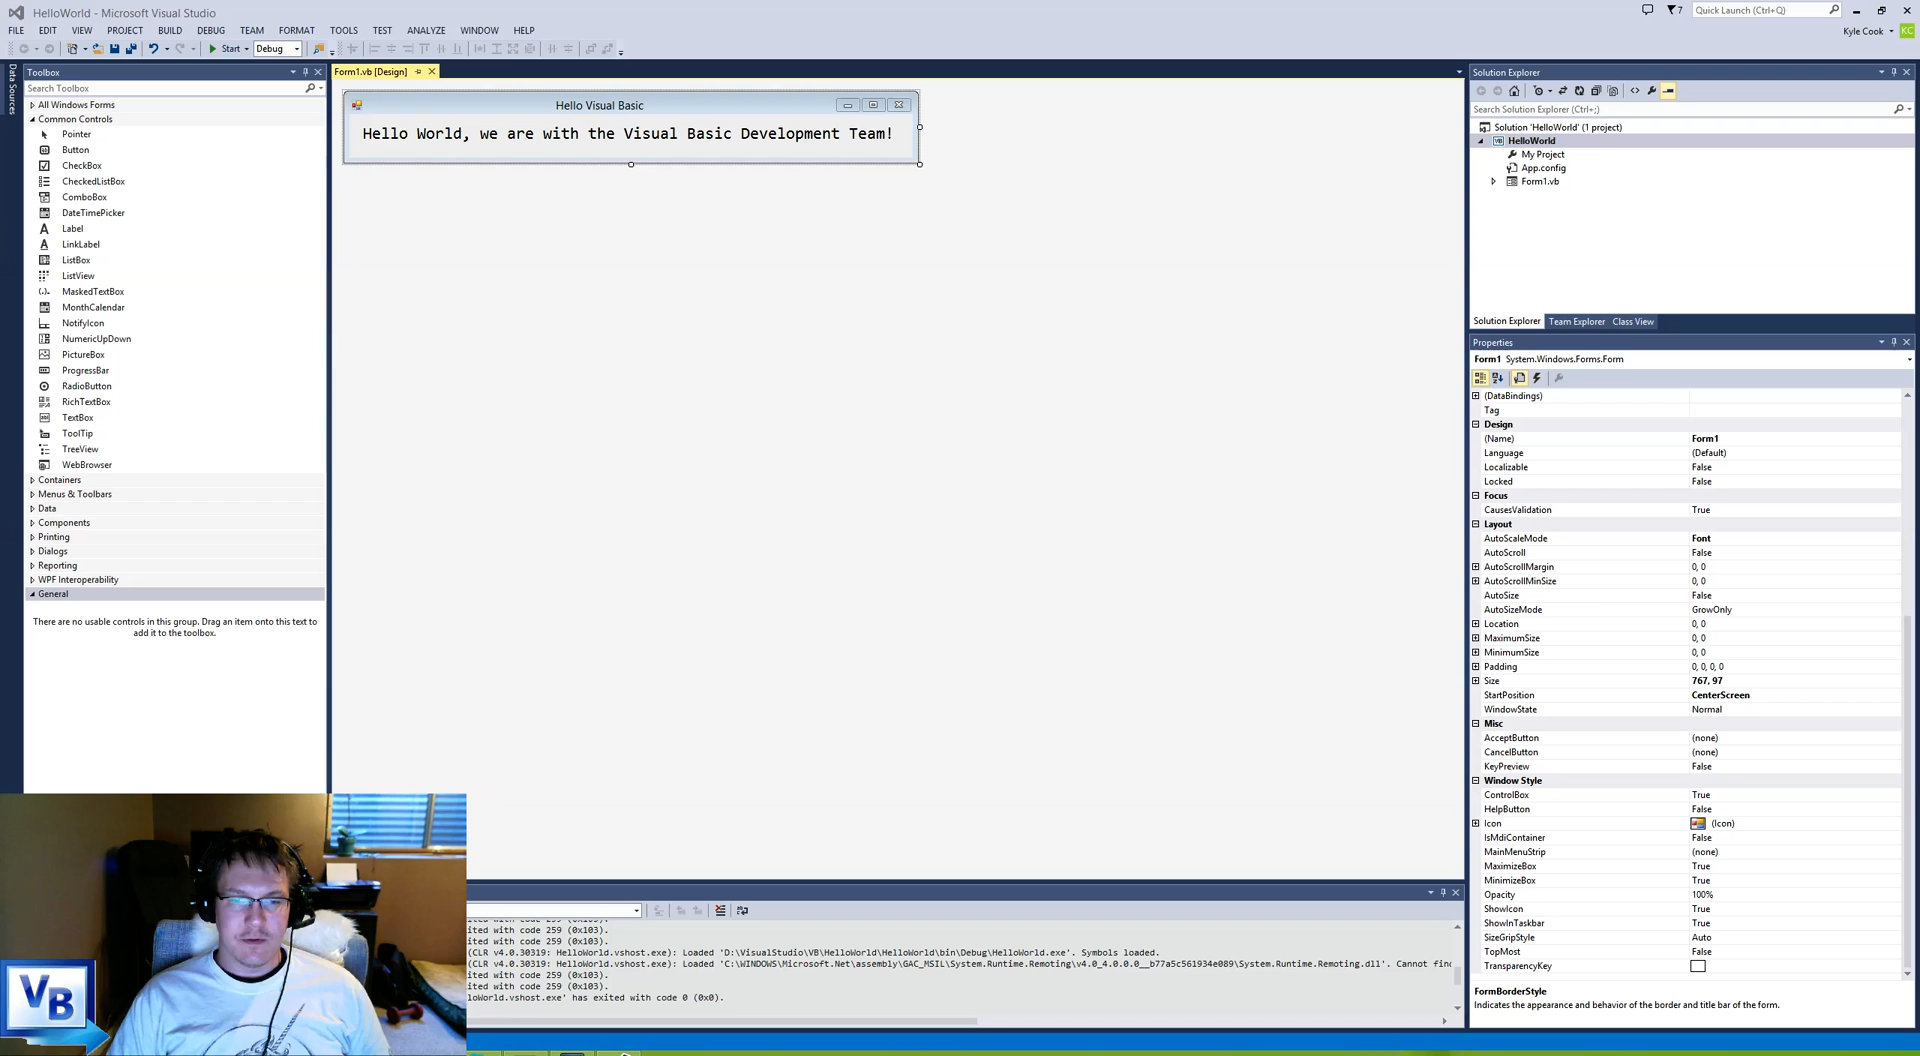 HelloWorld - Microsoft Visual Studio
7
Quick Launch (Ctrl+Q)
FILE EDIT VIEW PROJECT BUILD DEBUG TEAM FORMAT TOOLS TEST ANALYZE WINDOW HELP
Kyle Cook KC
Start Debug
Data Sources
Toolbox
Search Toolbox
All Windows Forms
Common Controls
Pointer
Button
CheckBox
CheckedListBox
ComboBox
DateTimePicker
Label
LinkLabel
ListBox
ListView
MaskedTextBox
MonthCalendar
NotifyIcon
NumericUpDown
PictureBox
ProgressBar
RadioButton
RichTextBox
TextBox
ToolTip
TreeView
WebBrowser
Containers
Menus & Toolbars
Data
Components
Printing
Dialogs
Reporting
WPF Interoperability
General
There are no usable controls in this group. Drag an item onto this text to
add it to the toolbox.
Form1.vb [Design]
Hello Visual Basic
Hello World, we are with the Visual Basic Development Team!
ited with code 259 (0x103).
ited with code 259 (0x103).
ited with code 259 (0x103).
(CLR v4.0.30319: HelloWorld.vshost.exe): Loaded 'D:\VisualStudio\VB\HelloWorld\HelloWorld\bin\Debug\HelloWorld.exe'. Symbols loaded.
(CLR v4.0.30319: HelloWorld.vshost.exe): Loaded 'C:\WINDOWS\Microsoft.Net\assembly\GAC_MSIL\System.Runtime.Remoting\v4.0_4.0.0.0__b77a5c561934e089\System.Runtime.Remoting.dll'. Cannot find
ited with code 259 (0x103).
ited with code 259 (0x103).
lloWorld.vshost.exe' has exited with code 0 (0x0).
Solution Explorer
Search Solution Explorer (Ctrl+;)
Solution 'HelloWorld' (1 project)
VB HelloWorld
My Project
App.config
Form1.vb
Solution Explorer Team Explorer Class View
Properties
Form1 System.Windows.Forms.Form
(DataBindings)
Tag
Design
(Name) Form1
Language (Default)
Localizable False
Locked False
Focus
CausesValidation True
Layout
AutoScaleMode Font
AutoScroll False
AutoScrollMargin 0, 0
AutoScrollMinSize 0, 0
AutoSize False
AutoSizeMode GrowOnly
Location 0, 0
MaximumSize 0, 0
MinimumSize 0, 0
Padding 0, 0, 0, 0
Size 767, 97
StartPosition CenterScreen
WindowState Normal
Misc
AcceptButton (none)
CancelButton (none)
KeyPreview False
Window Style
ControlBox True
HelpButton False
Icon (Icon)
IsMdiContainer False
MainMenuStrip (none)
MaximizeBox True
MinimizeBox True
Opacity 100%
ShowIcon True
ShowInTaskbar True
SizeGripStyle Auto
TopMost False
TransparencyKey
FormBorderStyle
Indicates the appearance and behavior of the border and title bar of the form.
VB